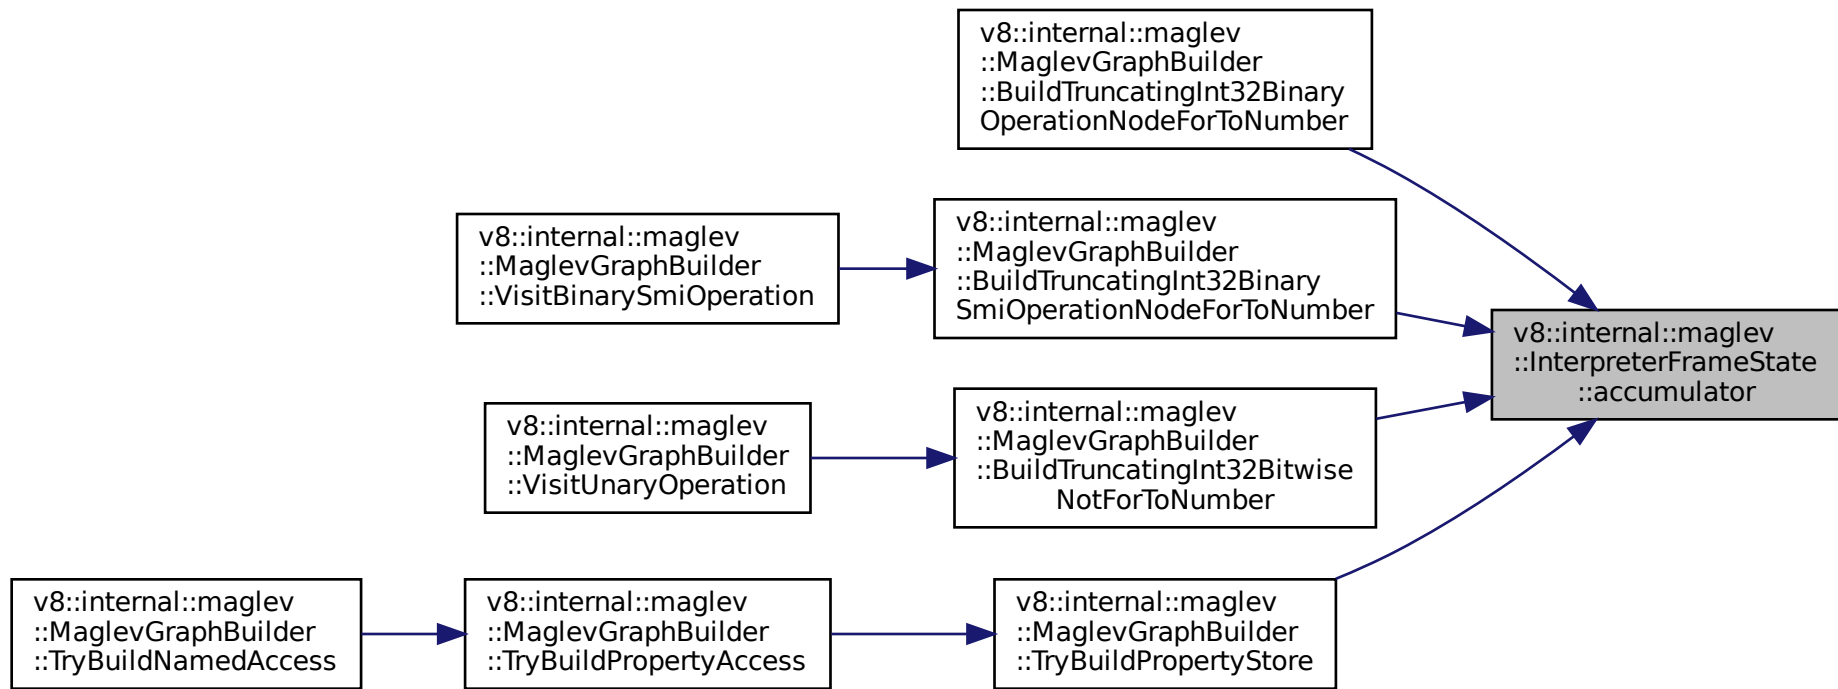 v8::internal::maglev
::MaglevGraphBuilder
::BuildTruncatingInt32Binary
OperationNodeForToNumber
v8::internal::maglev
::MaglevGraphBuilder
::VisitBinarySmiOperation
v8::internal::maglev
::MaglevGraphBuilder
::BuildTruncatingInt32Binary
SmiOperationNodeForToNumber
v8::internal::maglev
::InterpreterFrameState
::accumulator
v8::internal::maglev
::MaglevGraphBuilder
::VisitUnaryOperation
v8::internal::maglev
::MaglevGraphBuilder
::BuildTruncatingInt32Bitwise
NotForToNumber
v8::internal::maglev
::MaglevGraphBuilder
::TryBuildNamedAccess
v8::internal::maglev
::MaglevGraphBuilder
::TryBuildPropertyAccess
v8::internal::maglev
::MaglevGraphBuilder
::TryBuildPropertyStore